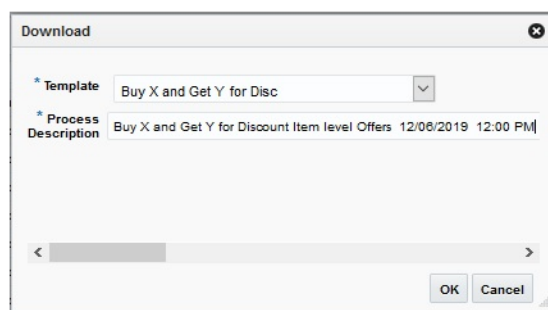 Download
* Template
Buy X and Get Y for Disc
* Process
Description
Buy X and Get Y for Discount Item level Offers 12/06/2019 12:00 PM
OK
Cancel